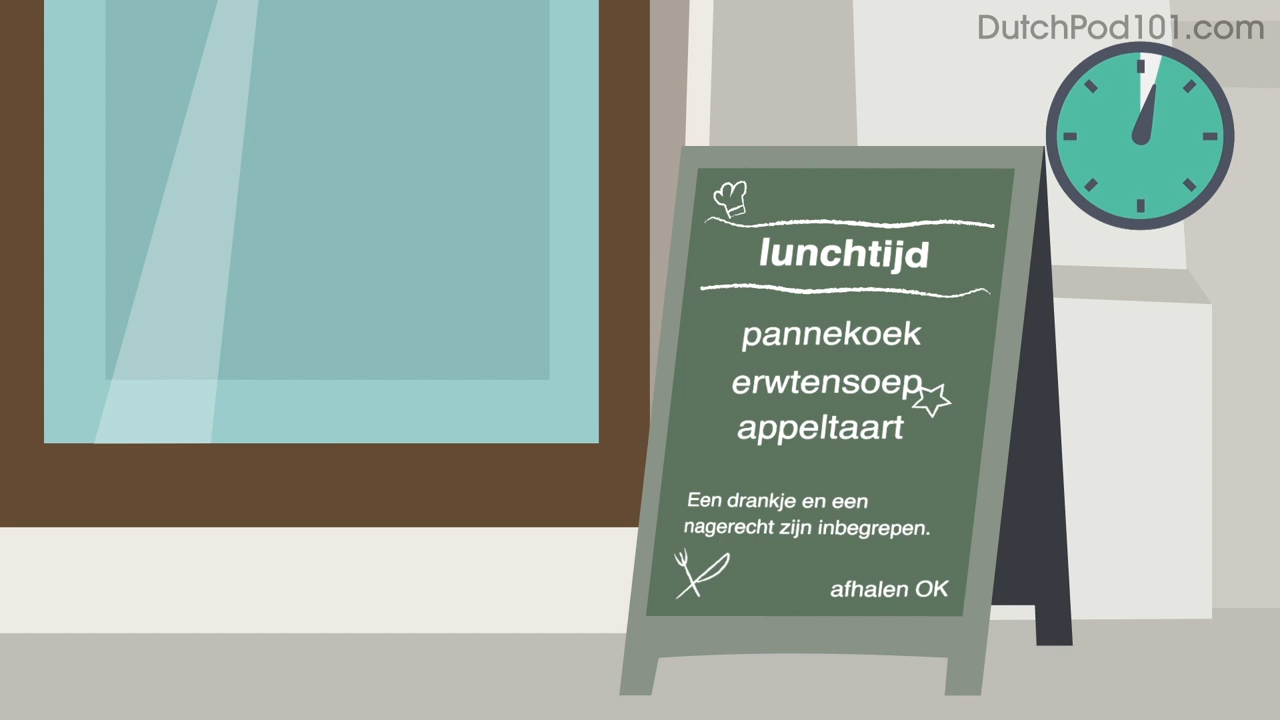 DutchPod101.com
lunchtijd
pannekoek
erwtensoep
appeltaart
Een drankje en een
nagerecht zijn inbegrepen.
afhalen OK